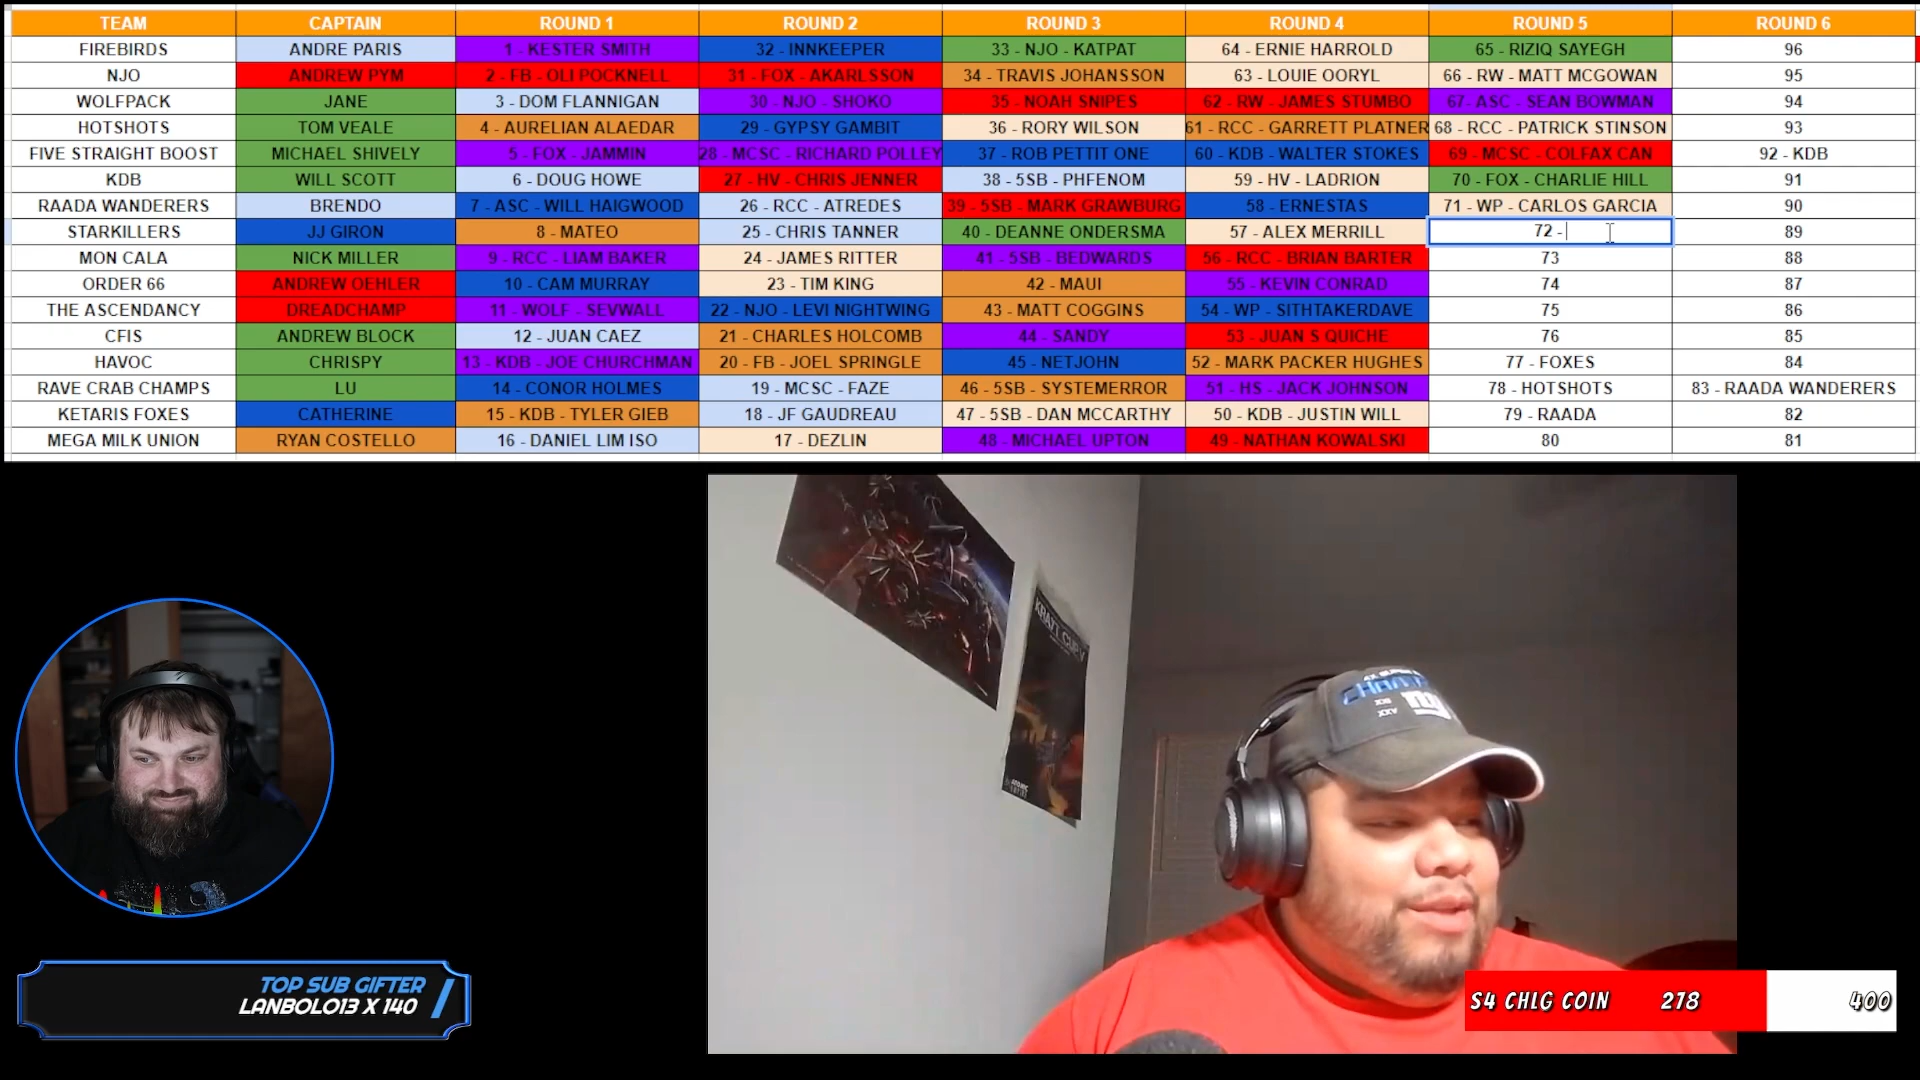 TEAM CAPTAIN ROUND 1 ROUND 2 ROUND 3 ROUND 4 ROUND 5 ROUND 6
FIREBIRDS ANDRE PARIS 1 - KESTER SMITH 32 - INNKEEPER 33 - NJO - KATPAT 64 - ERNIE HARROLD 65 - RIZIQ SAYEGH 96
NJO ANDREW PYM 2 - FB - OLI POCKNELL 31 - FOX - AKARLSSON 34 - TRAVIS JOHANSSON 63 - LOUIE OORYL 66 - RW - MATT MCGOWAN 95
WOLFPACK JANE 3 - DOM FLANNIGAN 30 - NJO - SHOKO 35 - NOAH SNIPES 62 - RW - JAMES STUMBO 67- ASC - SEAN BOWMAN 94
HOTSHOTS TOM VEALE 4 - AURELIAN ALAEDAR 29 - GYPSY GAMBIT 36 - RORY WILSON 61 - RCC - GARRETT PLATNER 68 - RCC - PATRICK STINSON 93
FIVE STRAIGHT BOOST MICHAEL SHIVELY 5 - FOX - JAMMIN 28 - MCSC - RICHARD POLLEY 37 - ROB PETTIT ONE 60 - KDB - WALTER STOKES 69 - MCSC - COLFAX CAN 92 - KDB
KDB WILL SCOTT 6 - DOUG HOWE 27 - HV - CHRIS JENNER 38 - 5SB - PHFENOM 59 - HV - LADRION 70 - FOX - CHARLIE HILL 91
RAADA WANDERERS BRENDO 7 - ASC - WILL HAIGWOOD 26 - RCC - ATREDES 39 - 5SB - MARK GRAWBURG 58 - ERNESTAS 71 - WP - CARLOS GARCIA 90
STARKILLERS JJ GIRON 8 - MATEO 25 - CHRIS TANNER 40 - DEANNE ONDERSMA 57 - ALEX MERRILL 72 - 89
MON CALA NICK MILLER 9 - RCC - LIAM BAKER 24 - JAMES RITTER 41 - 5SB - BEDWARDS 56 - RCC - BRIAN BARTER 73 88
ORDER 66 ANDREW OEHLER 10 - CAM MURRAY 23 - TIM KING 42 - MAUI 55 - KEVIN CONRAD 74 87
THE ASCENDANCY DREADCHAMP 11 - WOLF - SEVWALL 22 - NJO - LEVI NIGHTWING 43 - MATT COGGINS 54 - WP - SITHTAKERDAVE 75 86
CFIS ANDREW BLOCK 12 - JUAN CAEZ 21 - CHARLES HOLCOMB 44 - SANDY 53 - JUAN S QUICHE 76 85
HAVOC CHRISPY 13 - KDB - JOE CHURCHMAN 20 - FB - JOEL SPRINGLE 45 - NETJOHN 52 - MARK PACKER HUGHES 77 - FOXES 84
RAVE CRAB CHAMPS LU 14 - CONOR HOLMES 19 - MCSC - FAZE 46 - 5SB - SYSTEMERROR 51 - HS - JACK JOHNSON 78 - HOTSHOTS 83 - RAADA WANDERERS
KETARIS FOXES CATHERINE 15 - KDB - TYLER GIEB 18 - JF GAUDREAU 47 - 5SB - DAN MCCARTHY 50 - KDB - JUSTIN WILL 79 - RAADA 82
MEGA MILK UNION RYAN COSTELLO 16 - DANIEL LIM ISO 17 - DEZLIN 48 - MICHAEL UPTON 49 - NATHAN KOWALSKI 80 81
KRAYT CUP V
TOP SUB GIFTER
LANBOLO13 X 140
S4 CHLG COIN 278 400